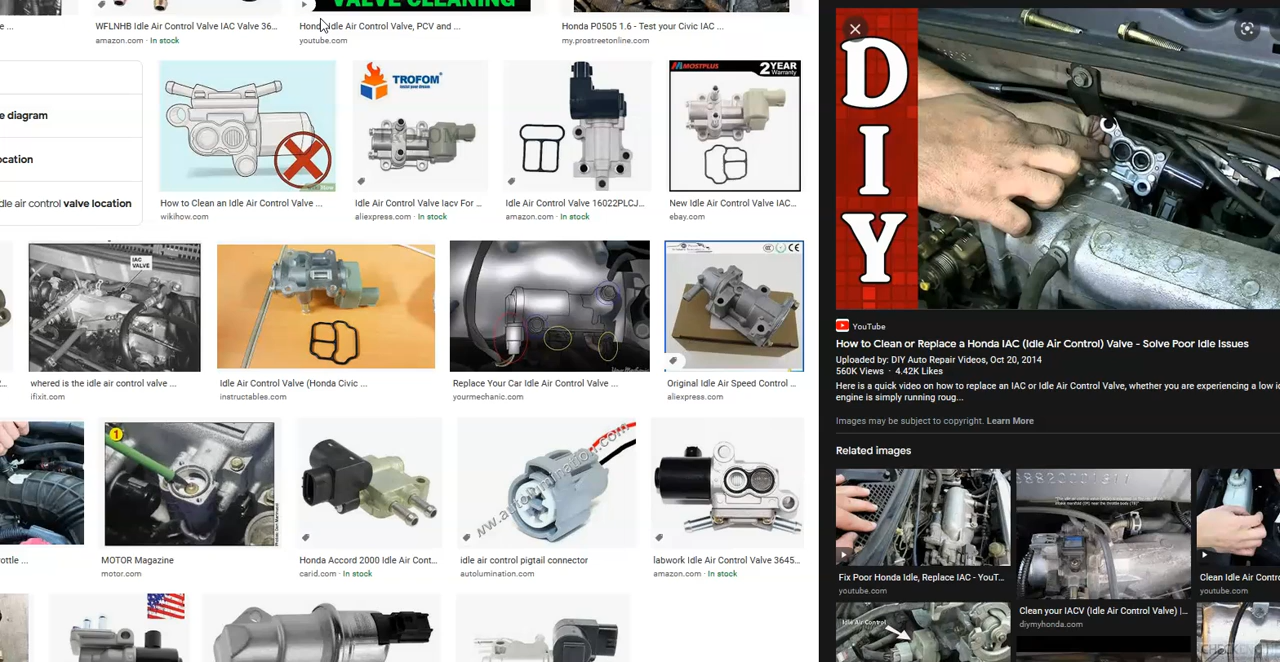 VALVE CLEANING
WFLNHB Idle Air Control Valve IAC Valve 36...
amazon.com · In stock
Honda Idle Air Control Valve, PCV and ...
youtube.com
Honda P0505 1.6 - Test your Civic IAC ...
my.prostreetonline.com
e diagram
ocation
dle air control valve location
How to Clean an Idle Air Control Valve ...
wikihow.com
TROFOM
Idle Air Control Valve Iacv For ...
aliexpress.com · In stock
Idle Air Control Valve 16022PLCJ...
amazon.com · In stock
MOSTPLUS
2YEAR
Warranty
New Idle Air Control Valve IAC...
ebay.com
IAC
VALVE
whered is the idle air control valve ...
ifixit.com
Idle Air Control Valve (Honda Civic ...
instructables.com
Replace Your Car Idle Air Control Valve ...
yourmechanic.com
CE
Original Idle Air Speed Control ...
aliexpress.com
ottle ...
1
MOTOR Magazine
motor.com
Honda Accord 2000 Idle Air Cont...
carid.com · In stock
www.autolumination.com
idle air control pigtail connector
autolumination.com
labwork Idle Air Control Valve 3645...
amazon.com · In stock
DIY
YouTube
How to Clean or Replace a Honda IAC (Idle Air Control) Valve - Solve Poor Idle Issues
Uploaded by: DIY Auto Repair Videos, Oct 20, 2014
560K Views · 4.42K Likes
Here is a quick video on how to replace an IAC or Idle Air Control Valve, whether you are experiencing a low i
engine is simply running roug...
Images may be subject to copyright. Learn More
Related images
Fix Poor Honda Idle, Replace IAC - YouT...
youtube.com
Clean your IACV (Idle Air Control Valve) |...
diymyhonda.com
Clean Idle Air Contr
youtube.com
Idle Air Control